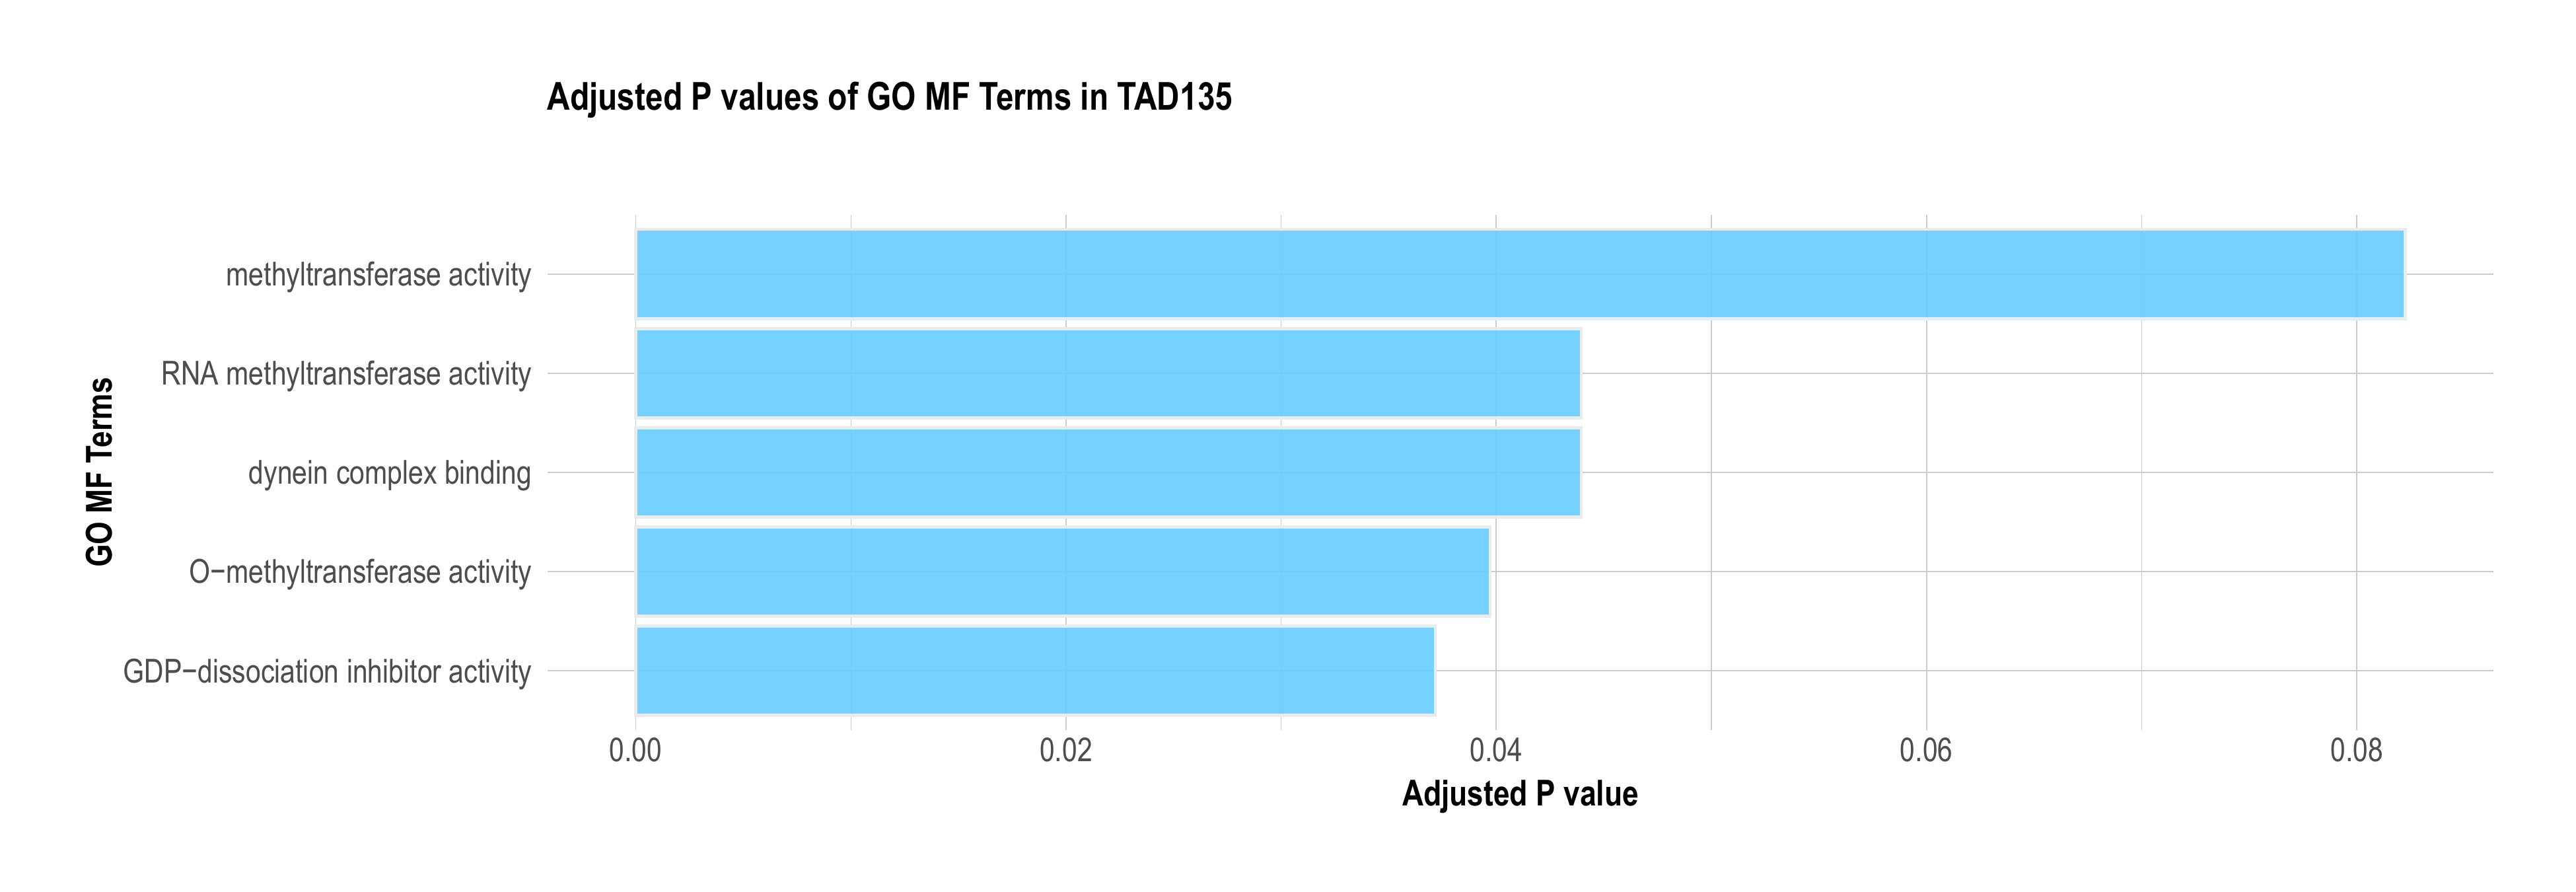 Adjusted P values of GO MF Terms in TAD135
GO MF Terms
methyltransferase activity
RNA methyltransferase activity
dynein complex binding
O−methyltransferase activity
GDP−dissociation inhibitor activity
0.00 0.02 0.04 0.06 0.08
Adjusted P value